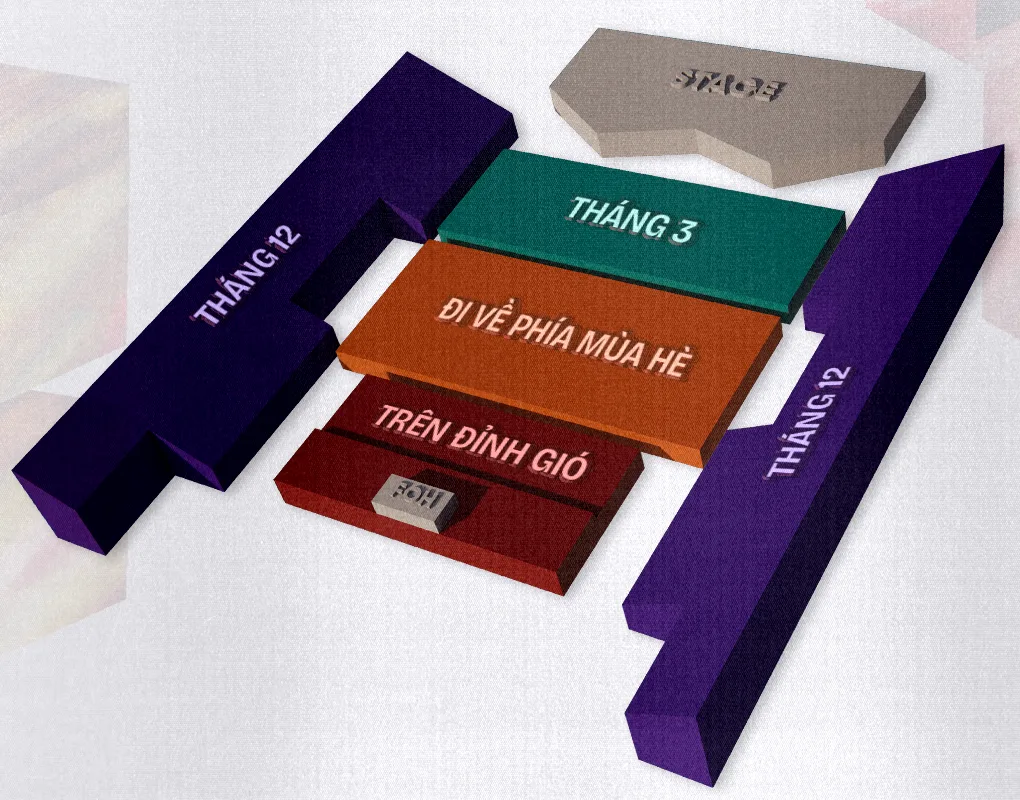 STAGE
THÁNG 3
THÁNG 12
ĐI VỀ PHÍA MÙA HÈ
THÁNG 12
TRÊN ĐỈNH GIÓ
FOH